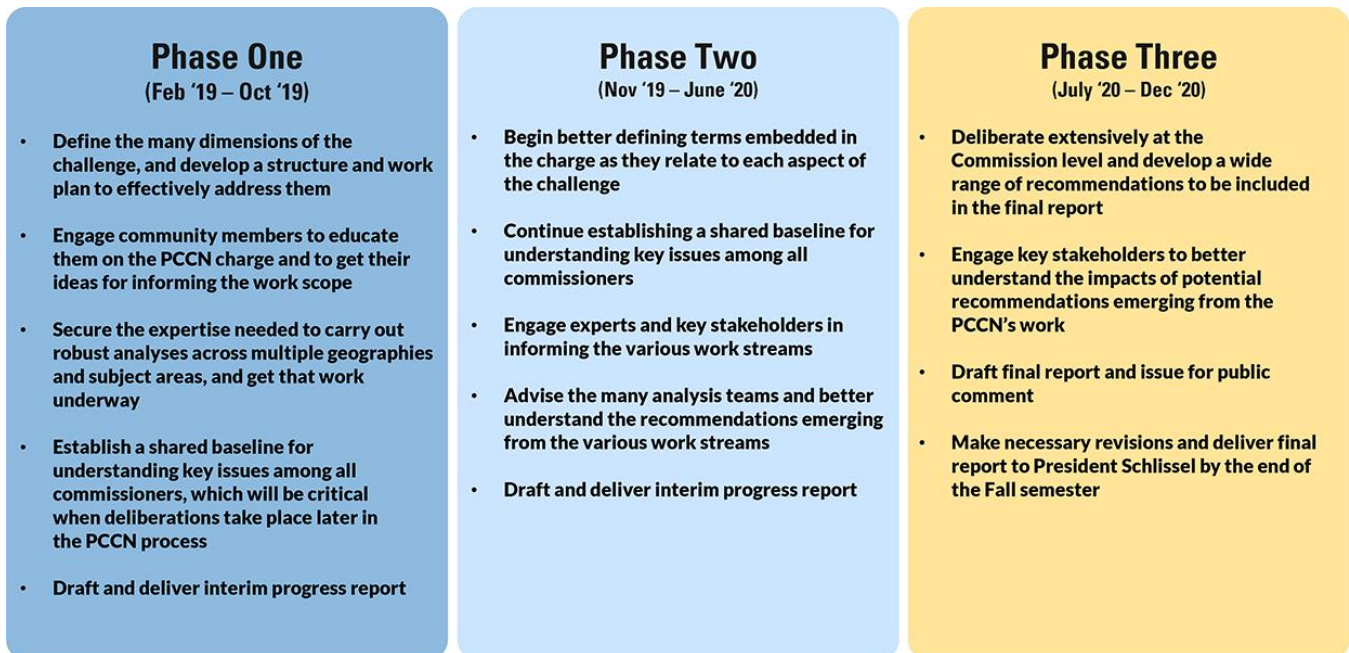 Phase One
(Feb ‘19 – Oct ‘19)
• Define the many dimensions of the
challenge, and develop a structure and work
plan to effectively address them
• Engage community members to educate
them on the PCCN charge and to get their
ideas for informing the work scope
• Secure the expertise needed to carry out
robust analyses across multiple geographies
and subject areas, and get that work
underway
• Establish a shared baseline for
understanding key issues among all
commissioners, which will be critical
when deliberations take place later in
the PCCN process
• Draft and deliver interim progress report
Phase Two
(Nov ‘19 – June ‘20)
• Begin better defining terms embedded in
the charge as they relate to each aspect of
the challenge
• Continue establishing a shared baseline for
understanding key issues among all
commissioners
• Engage experts and key stakeholders in
informing the various work streams
• Advise the many analysis teams and better
understand the recommendations emerging
from the various work streams
• Draft and deliver interim progress report
Phase Three
(July ‘20 – Dec ‘20)
• Deliberate extensively at the
Commission level and develop a wide
range of recommendations to be included
in the final report
• Engage key stakeholders to better
understand the impacts of potential
recommendations emerging from the
PCCN’s work
• Draft final report and issue for public
comment
• Make necessary revisions and deliver final
report to President Schlissel by the end of
the Fall semester